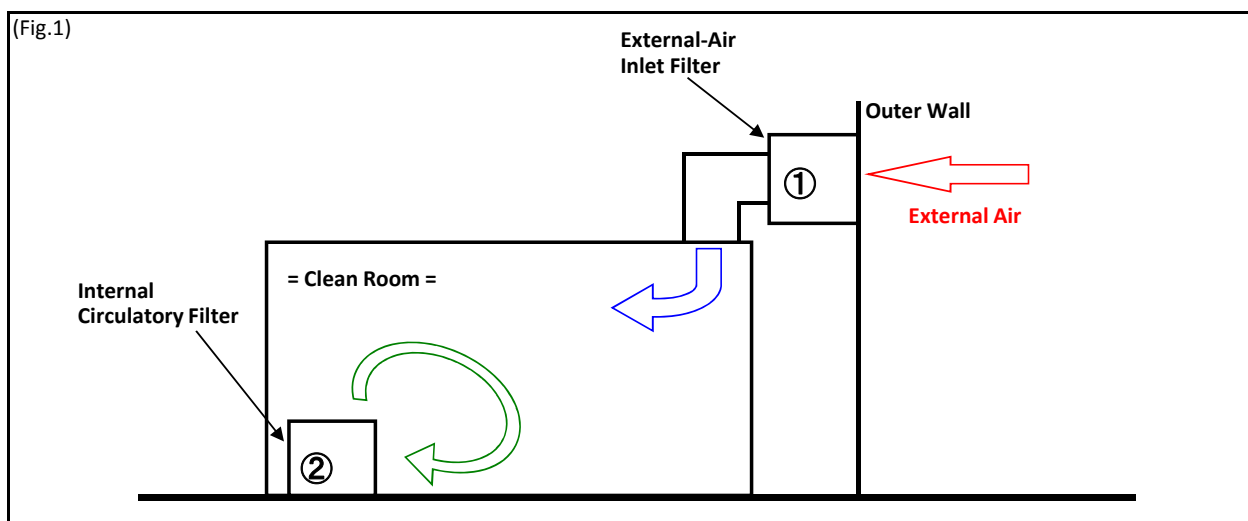 (Fig.1)
External-Air
Inlet Filter
Outer Wall
①
External Air
= Clean Room =
Internal
Circulatory Filter
②